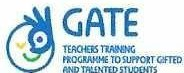 GATE
TEACHERS TRAINING
PROGRAMME TO SUPPORT GIFTED
AND TALENTED STUDENTS